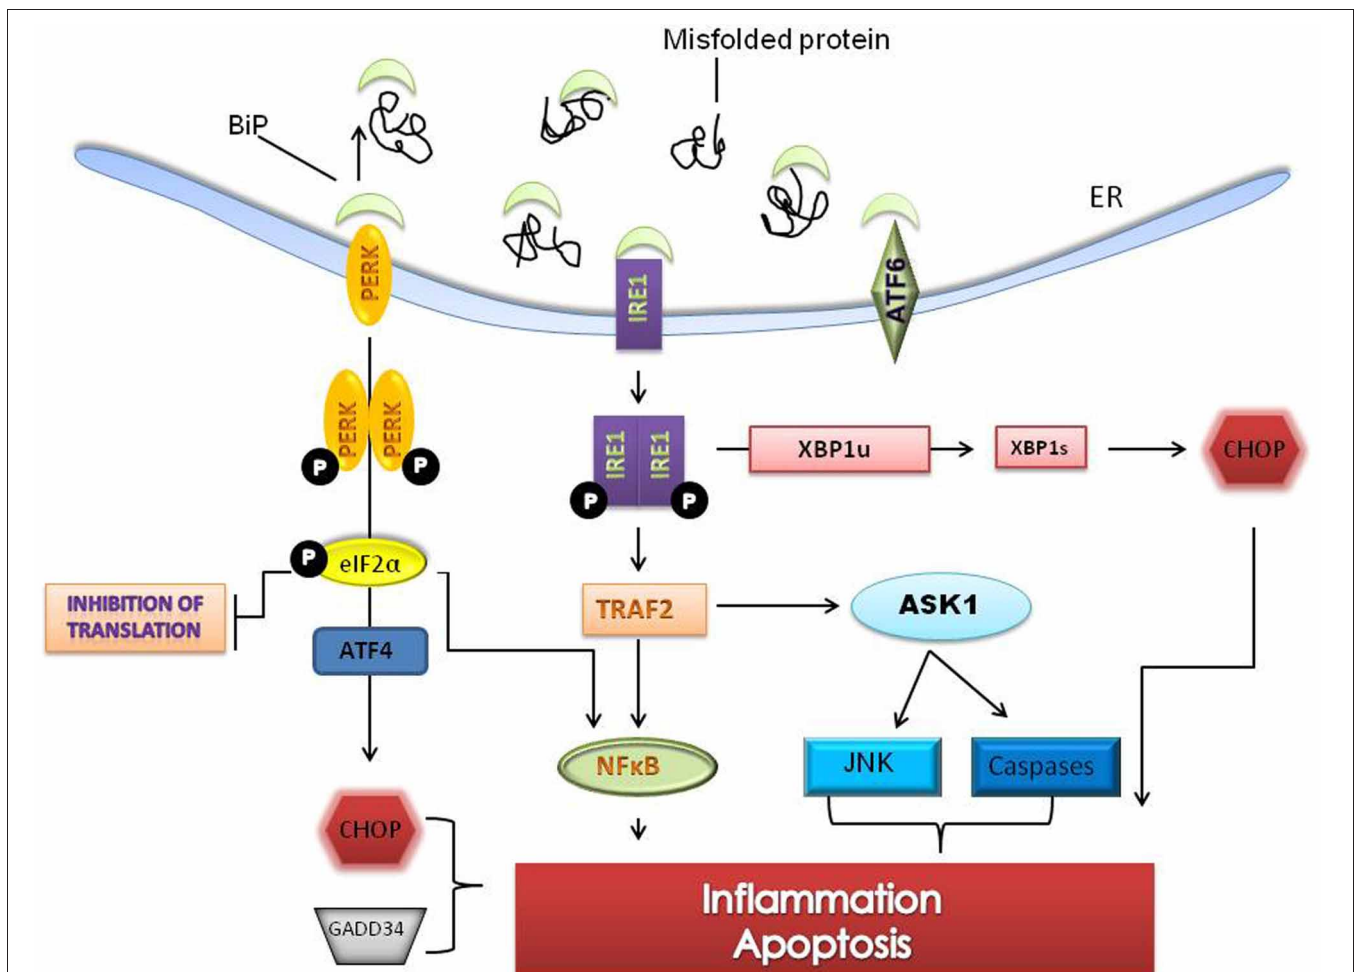 Misfolded protein
BiP
ER
PERK
IRE1
ATF6
PERK
PERK
P
P
IRE1
IRE1
P
P
XBP1u
XBP1s
CHOP
P
eIF2α
INHIBITION OF
TRANSLATION
TRAF2
ASK1
ATF4
NFκB
JNK
Caspases
CHOP
GADD34
Inflammation
Apoptosis